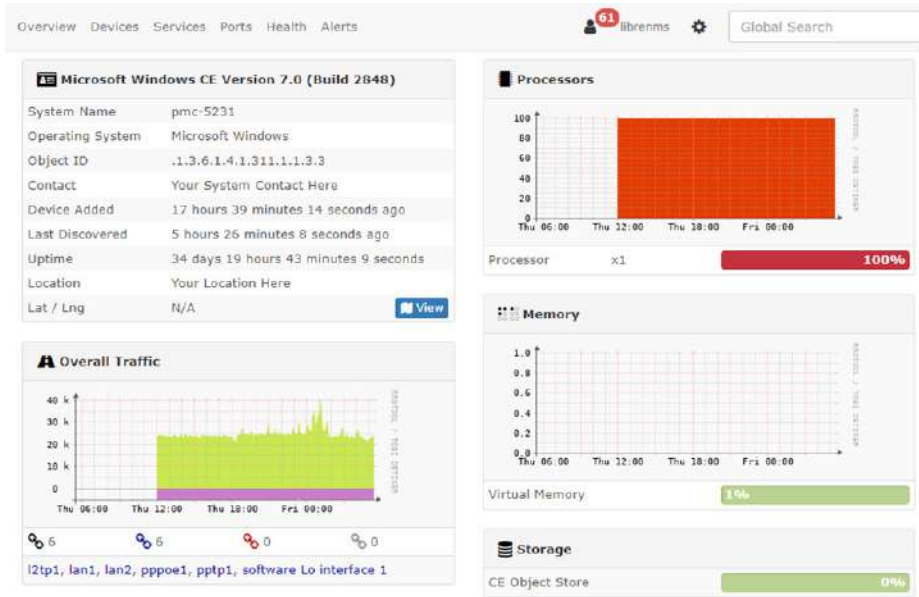 Overview Devices Services Ports Health Alerts 61 librenms Global Search
Microsoft Windows CE Version 7.0 (Build 2848)
System Name pmc-5231
Operating System Microsoft Windows
Object ID .1.3.6.1.4.1.311.1.1.3.3
Contact Your System Contact Here
Device Added 17 hours 39 minutes 14 seconds ago
Last Discovered 5 hours 26 minutes 8 seconds ago
Uptime 34 days 19 hours 43 minutes 9 seconds
Location Your Location Here
Lat / Lng N/A View
Overall Traffic
40 k
30 k
20 k
10 k
0
Thu 06:00 Thu 12:00 Thu 18:00 Fri 00:00
6 6 0 0
l2tp1, lan1, lan2, pppoe1, pptp1, software Lo interface 1
Processors
100
80
60
40
20
0
Thu 06:00 Thu 12:00 Thu 18:00 Fri 00:00
RRDTOOL / TOBI OETIKER
Processor x1 100%
Memory
1.0
0.8
0.6
0.4
0.2
0.0
Thu 06:00 Thu 12:00 Thu 18:00 Fri 00:00
RRDTOOL / TOBI OETIKER
Virtual Memory 1%
Storage
CE Object Store 0%